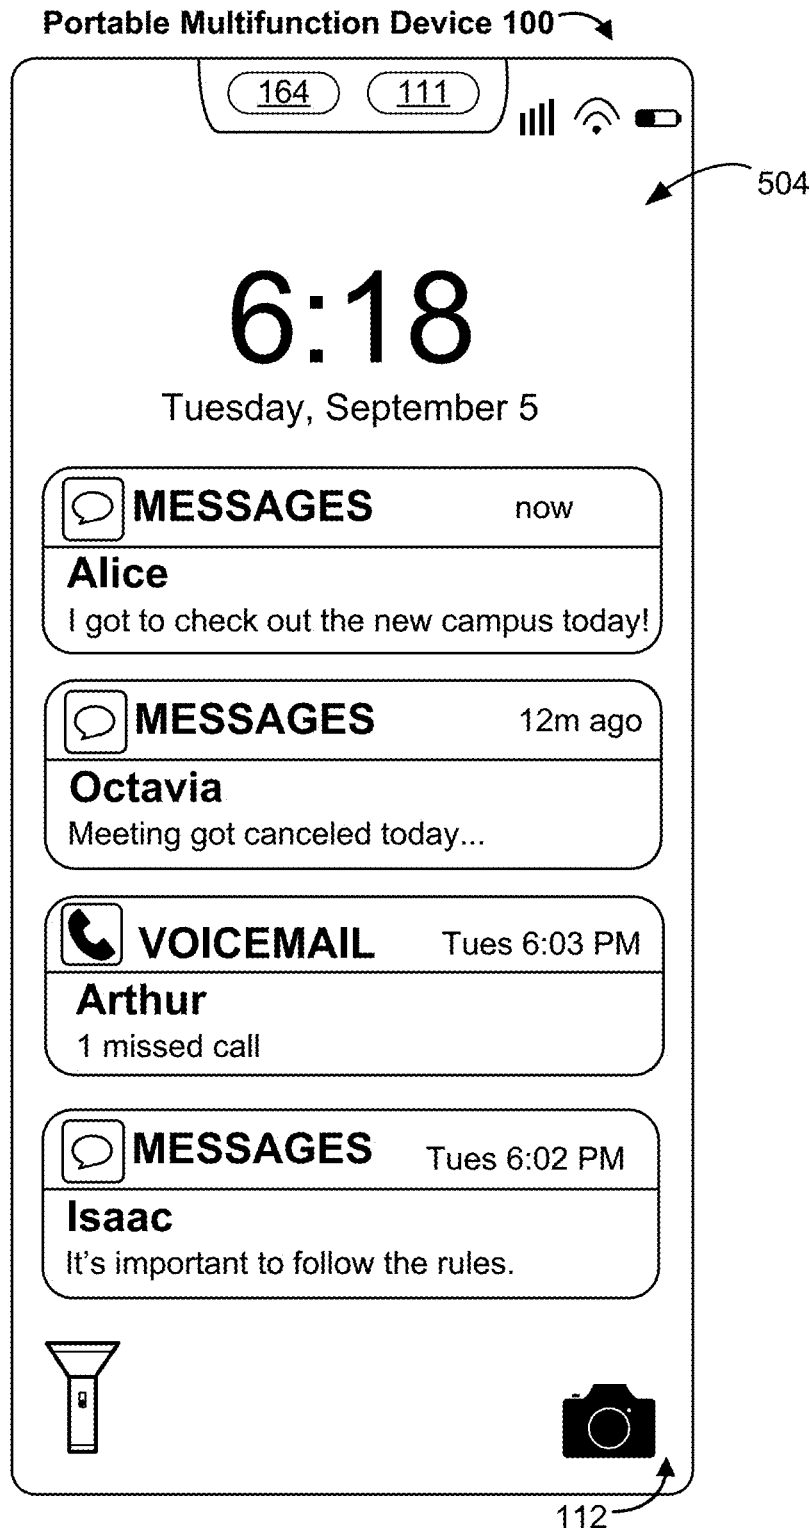 Portable Multifunction Device 100
164 111
504
6:18
Tuesday, September 5
MESSAGES now
Alice
I got to check out the new campus today!
MESSAGES 12m ago
Octavia
Meeting got canceled today...
VOICEMAIL Tues 6:03 PM
Arthur
1 missed call
MESSAGES Tues 6:02 PM
Isaac
It's important to follow the rules.
112